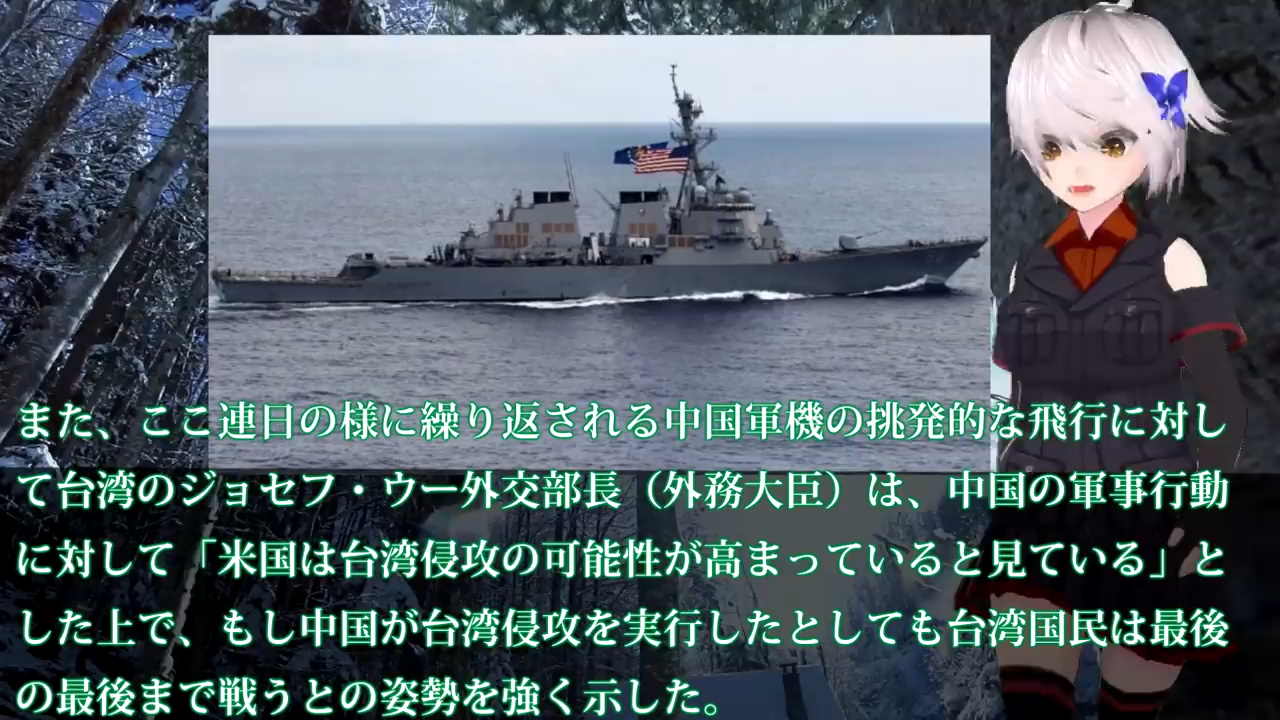 また、ここ連日の様に繰り返される中国軍機の挑発的な飛行に対し
て台湾のジョセフ・ウー外交部長（外務大臣）は、中国の軍事行動
に対して「米国は台湾侵攻の可能性が高まっていると見ている」と
した上で、もし中国が台湾侵攻を実行したとしても台湾国民は最後
の最後まで戦うとの姿勢を強く示した。